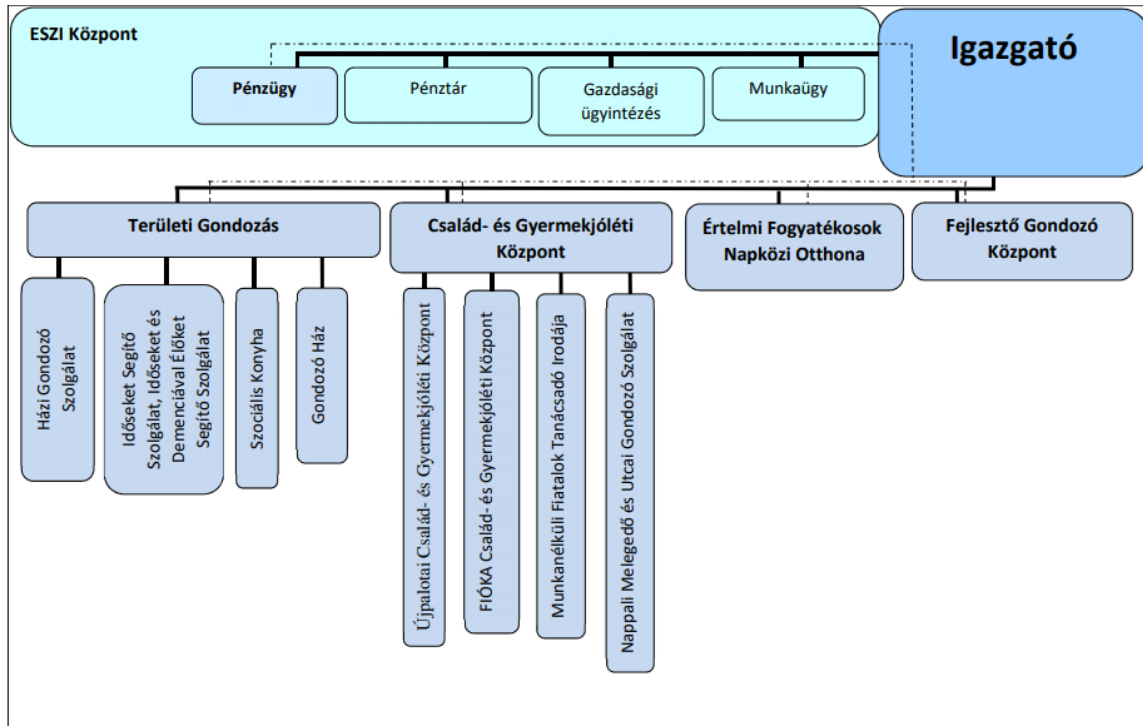 ESZI Központ
Igazgató
Pénzügy
Pénztár
Gazdasági
ügyintézés
Munkaügy
Területi Gondozás
Család- és Gyermekjóléti
Központ
Értelmi Fogyatékosok
Napközi Otthona
Fejlesztő Gondozó
Központ
Házi Gondozó
Szolgálat
Időseket Segítő
Szolgálat, Időseket és
Demenciával Élőket
Segítő Szolgálat
Szociális Konyha
Gondozó Ház
Újpalotai Család- és Gyermekjóléti Központ
FIÓKA Család- és Gyermekjóléti Központ
Munkanélküli Fiatalok Tanácsadó Irodája
Nappali Melegedő és Utcai Gondozó Szolgálat